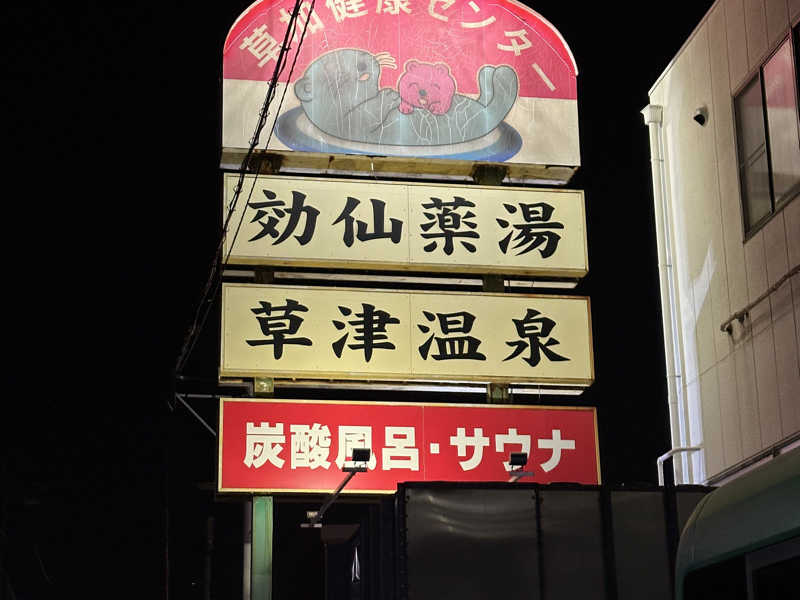 草加健康センター
効仙薬湯
草津温泉
炭酸風呂・サウナ